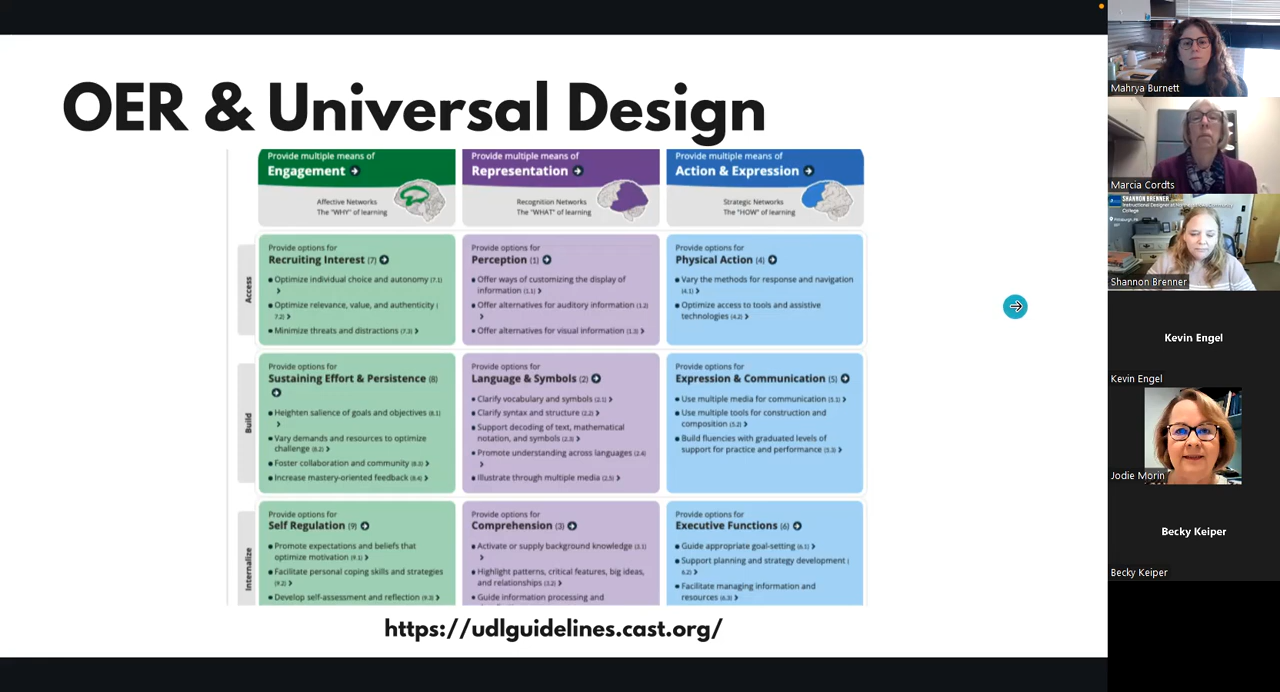 OER & Universal Design
Provide multiple means of
Engagement
Affective Networks
The "WHY" of learning
Provide multiple means of
Representation
Recognition Networks
The "WHAT" of learning
Provide multiple means of
Action & Expression
Strategic Networks
The "HOW" of learning
Access
Provide options for
Recruiting Interest (7)
Optimize individual choice and autonomy (7.1)
Optimize relevance, value, and authenticity (
7.2)
Minimize threats and distractions (7.3)
Provide options for
Perception (1)
Offer ways of customizing the display of
information (1.1)
Offer alternatives for auditory information (1.2)
Offer alternatives for visual information (1.3)
Provide options for
Physical Action (4)
Vary the methods for response and navigation
(4.1)
Optimize access to tools and assistive
technologies (4.2)
Build
Provide options for
Sustaining Effort & Persistence (8)
Heighten salience of goals and objectives (8.1)
Vary demands and resources to optimize
challenge (8.2)
Foster collaboration and community (8.3)
Increase mastery-oriented feedback (8.4)
Provide options for
Language & Symbols (2)
Clarify vocabulary and symbols (2.1)
Clarify syntax and structure (2.2)
Support decoding of text, mathematical
notation, and symbols (2.3)
Promote understanding across languages (2.4)
Illustrate through multiple media (2.5)
Provide options for
Expression & Communication (5)
Use multiple media for communication (5.1)
Use multiple tools for construction and
composition (5.2)
Build fluencies with graduated levels of
support for practice and performance (5.3)
Internalize
Provide options for
Self Regulation (9)
Promote expectations and beliefs that
optimize motivation (9.1)
Facilitate personal coping skills and strategies
(9.2)
Develop self-assessment and reflection (9.3)
Provide options for
Comprehension (3)
Activate or supply background knowledge (3.1)
Highlight patterns, critical features, big ideas,
and relationships (3.2)
Guide information processing and
Provide options for
Executive Functions (6)
Guide appropriate goal-setting (6.1)
Support planning and strategy development (
6.2)
Facilitate managing information and
resources (6.3)
https://udlguidelines.cast.org/
Mahrya Burnett
Marcia Cordts
SHANNON BRENNER
Instructional Designer at
College
Pittsburgh, PA
Shannon Brenner
Kevin Engel
Kevin Engel
Jodie Morin
Becky Keiper
Becky Keiper